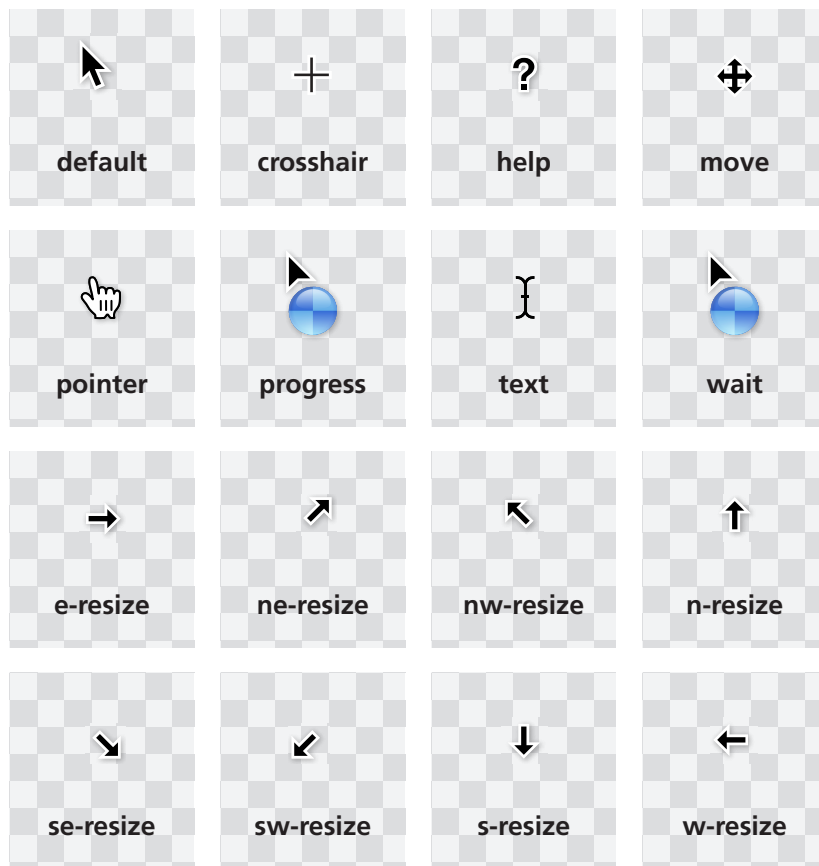 default
crosshair
help
move
pointer
progress
text
wait
e-resize
ne-resize
nw-resize
n-resize
se-resize
sw-resize
s-resize
w-resize